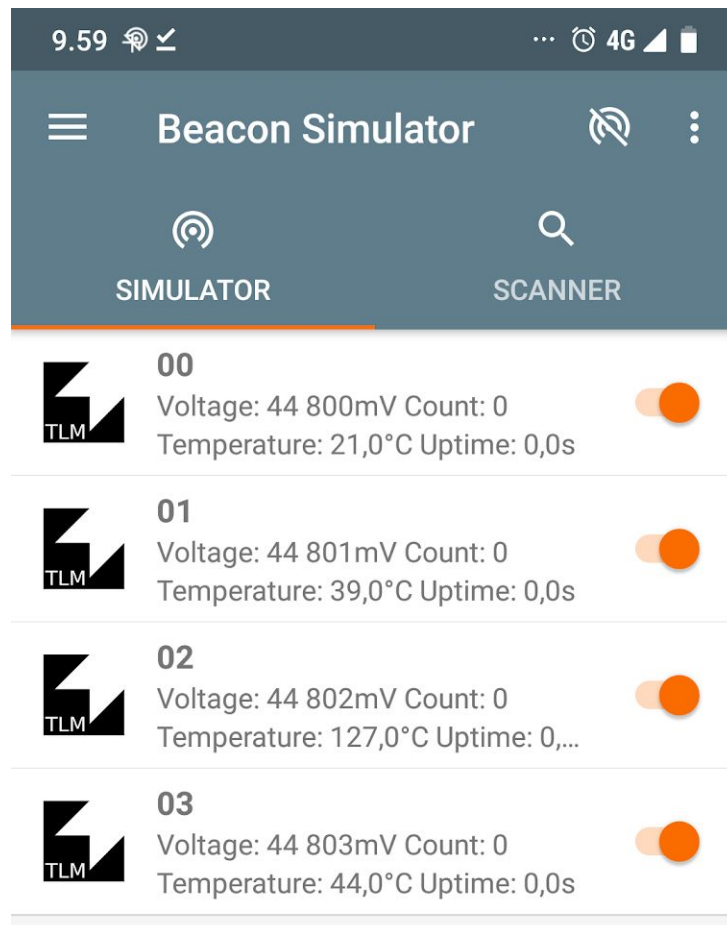 9.59
4G
Beacon Simulator
SIMULATOR
SCANNER
00
Voltage: 44 800mV Count: 0
TLM
Temperature: 21,0°C Uptime: 0,0s
01
Voltage: 44 801mV Count: 0
TLM
Temperature: 39,0°C Uptime: 0,0s
02
Voltage: 44 802mV Count: 0
TLM
Temperature: 127,0°C Uptime: 0,...
03
Voltage: 44 803mV Count: 0
TLM
Temperature: 44,0°C Uptime: 0,0s